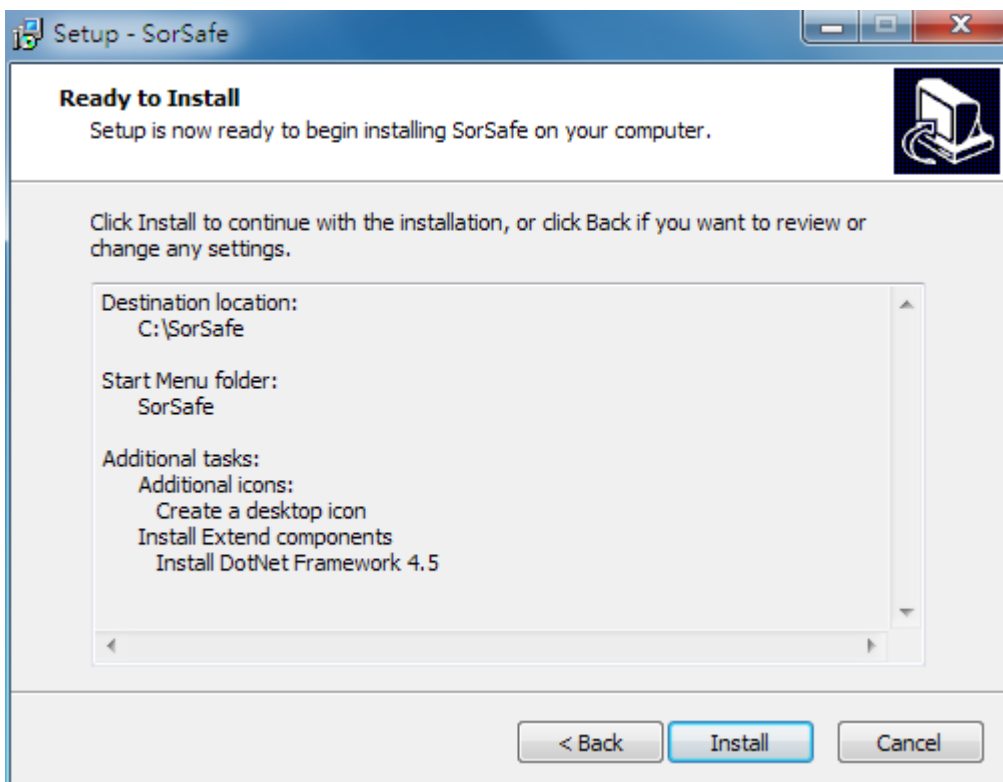 Setup - SorSafe
Ready to Install
Setup is now ready to begin installing SorSafe on your computer.
Click Install to continue with the installation, or click Back if you want to review or
change any settings.
Destination location:
C:\SorSafe
Start Menu folder:
SorSafe
Additional tasks:
Additional icons:
Create a desktop icon
Install Extend components
Install DotNet Framework 4.5
< Back
Install
Cancel